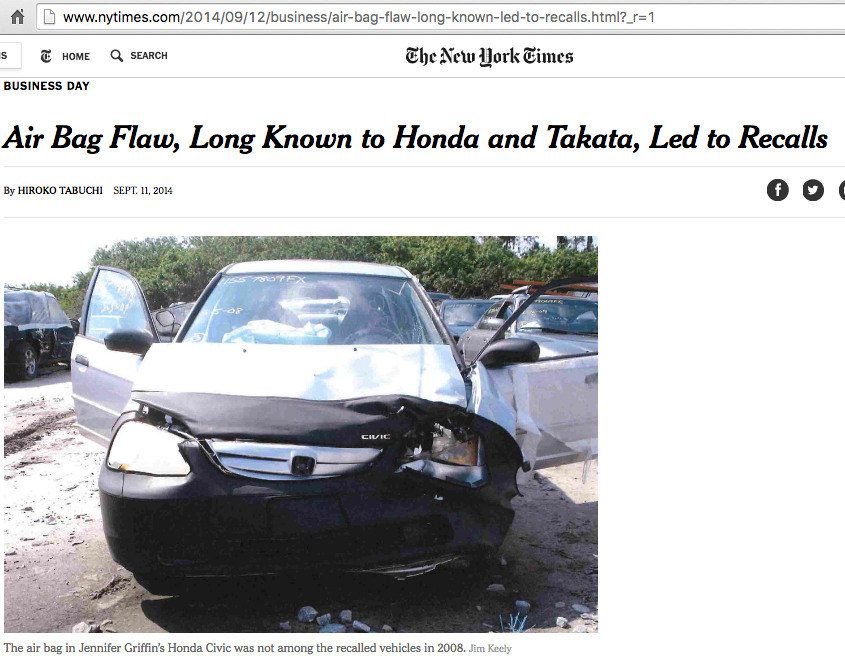 www.nytimes.com/2014/09/12/business/air-bag-flaw-long-known-led-to-recalls.html?_r=1
S HOME SEARCH The New York Times
BUSINESS DAY
Air Bag Flaw, Long Known to Honda and Takata, Led to Recalls
By HIROKO TABUCHI SEPT. 11, 2014
CIVIC
The air bag in Jennifer Griffin's Honda Civic was not among the recalled vehicles in 2008. Jim Keely